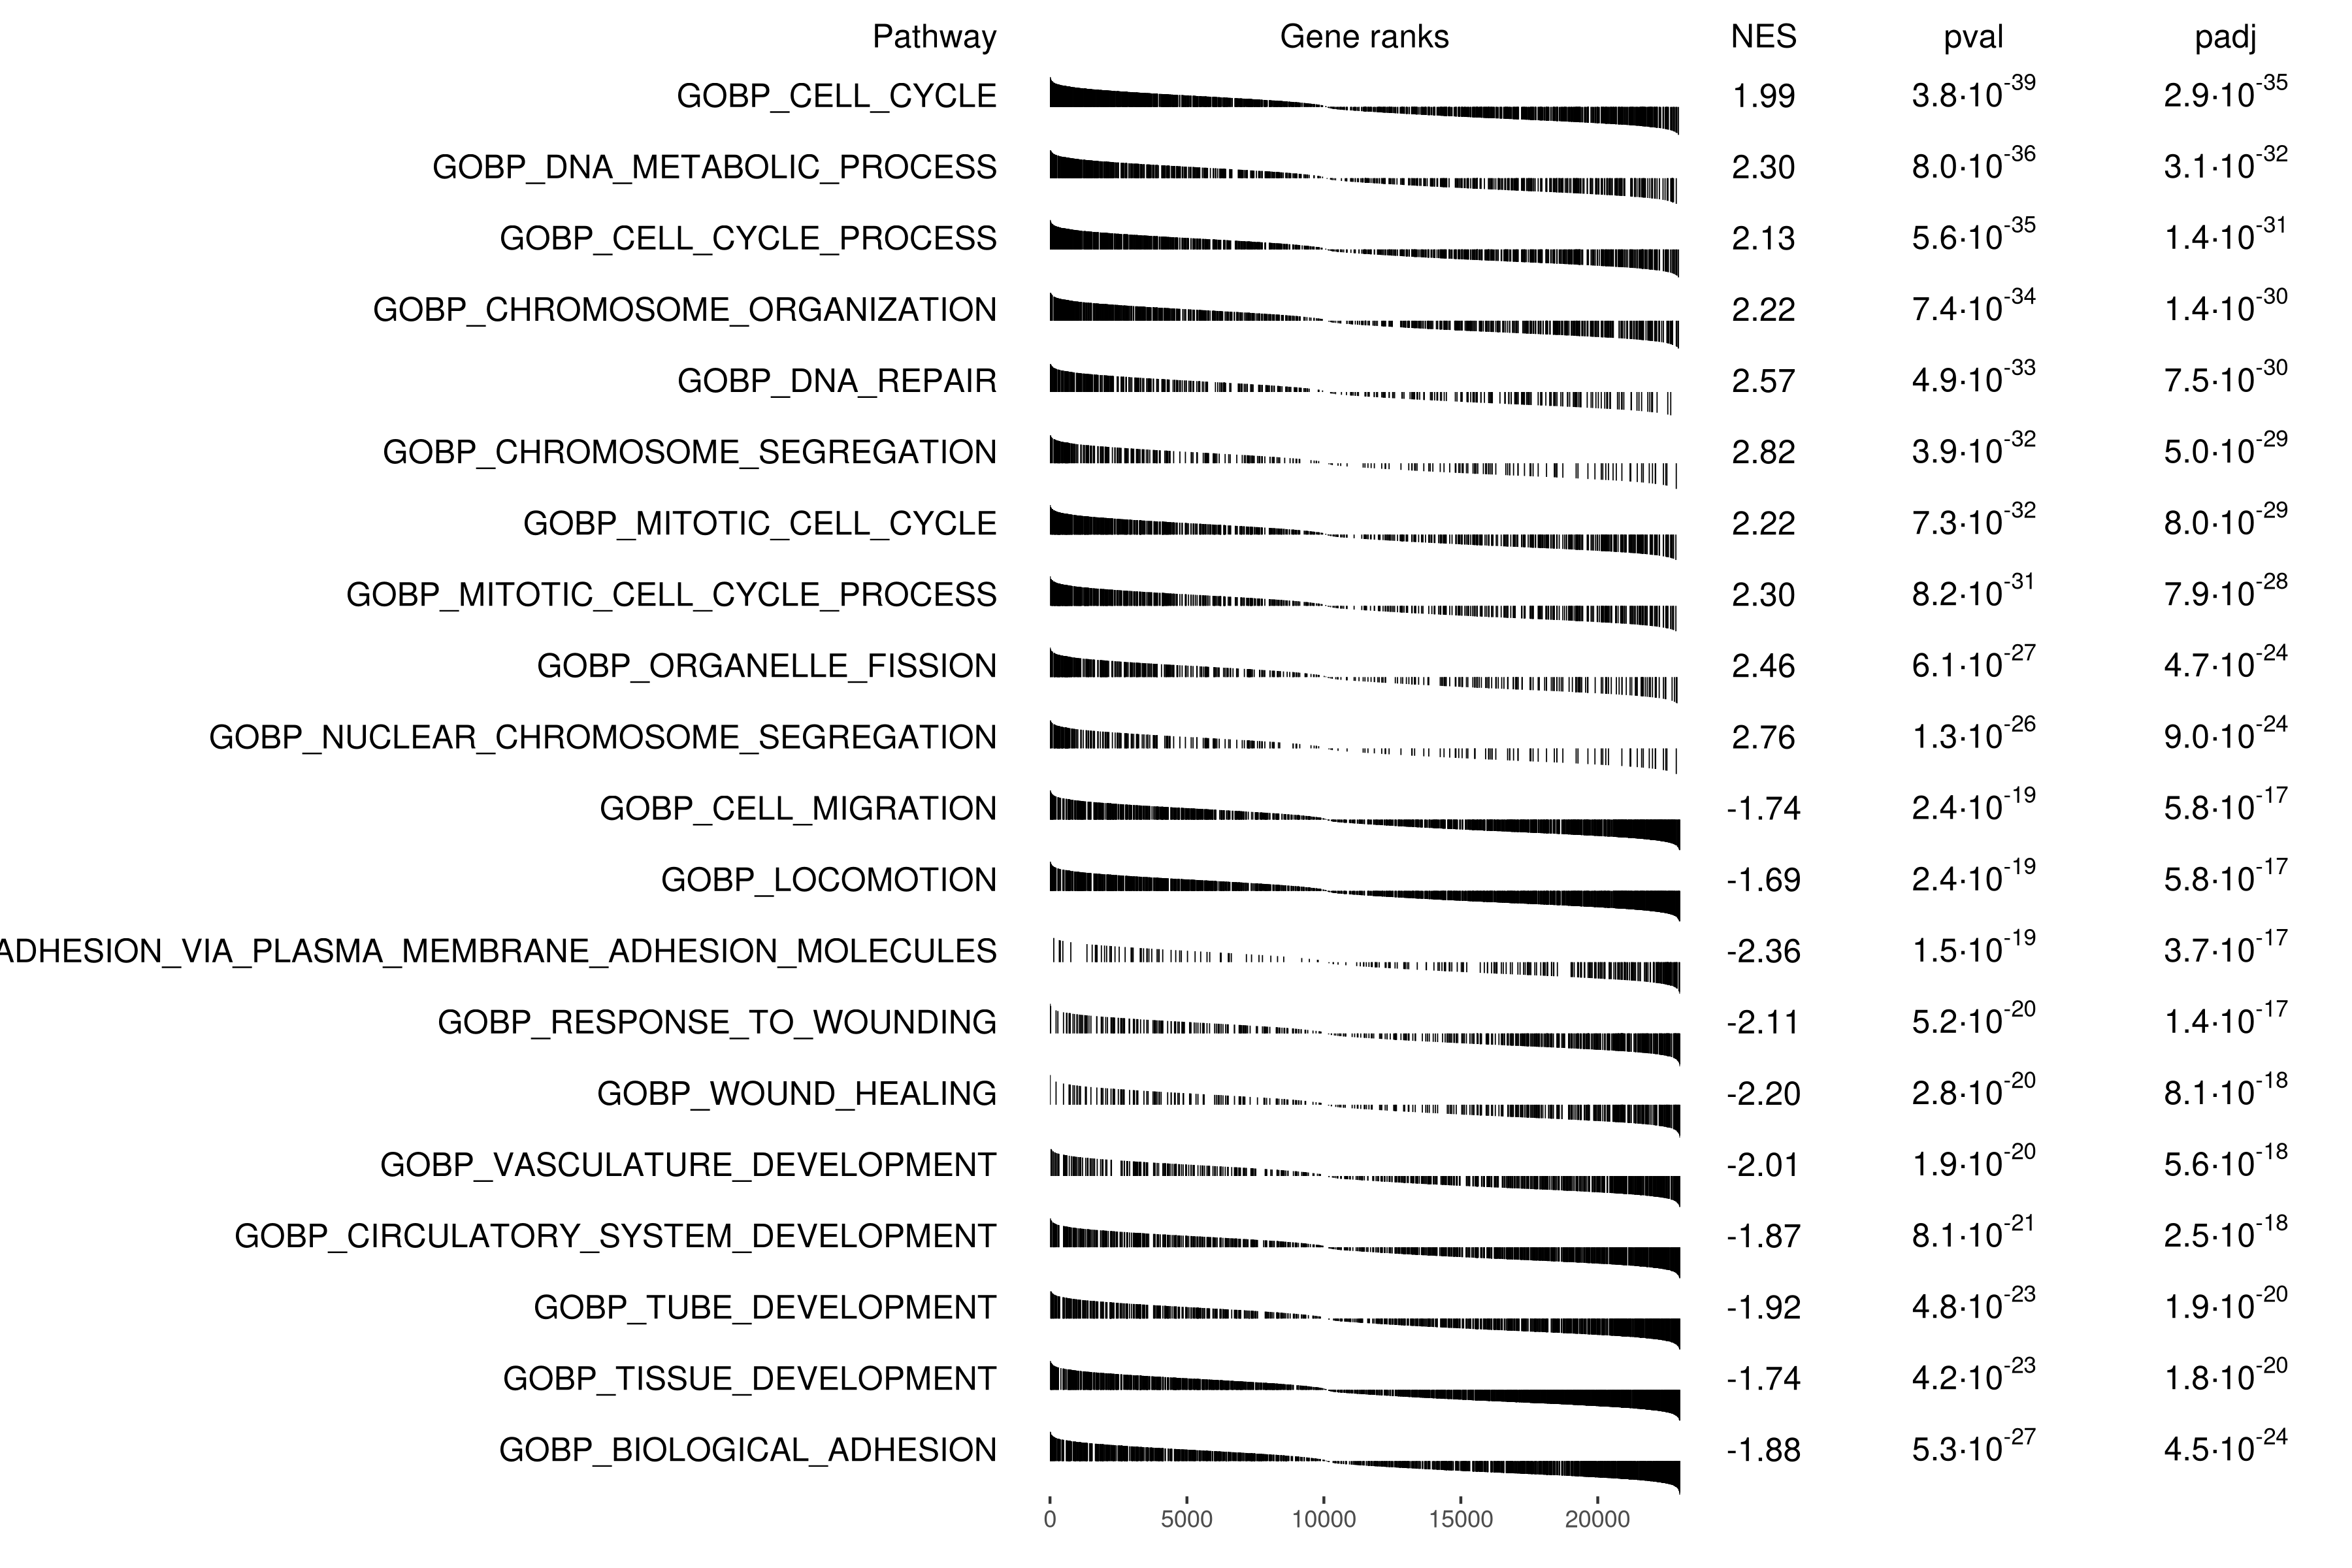 Pathway Gene ranks NES pval padj
GOBP_CELL_CYCLE 1.99 3.8·10^-39 2.9·10^-35
GOBP_DNA_METABOLIC_PROCESS 2.30 8.0·10^-36 3.1·10^-32
GOBP_CELL_CYCLE_PROCESS 2.13 5.6·10^-35 1.4·10^-31
GOBP_CHROMOSOME_ORGANIZATION 2.22 7.4·10^-34 1.4·10^-30
GOBP_DNA_REPAIR 2.57 4.9·10^-33 7.5·10^-30
GOBP_CHROMOSOME_SEGREGATION 2.82 3.9·10^-32 5.0·10^-29
GOBP_MITOTIC_CELL_CYCLE 2.22 7.3·10^-32 8.0·10^-29
GOBP_MITOTIC_CELL_CYCLE_PROCESS 2.30 8.2·10^-31 7.9·10^-28
GOBP_ORGANELLE_FISSION 2.46 6.1·10^-27 4.7·10^-24
GOBP_NUCLEAR_CHROMOSOME_SEGREGATION 2.76 1.3·10^-26 9.0·10^-24
GOBP_CELL_MIGRATION -1.74 2.4·10^-19 5.8·10^-17
GOBP_LOCOMOTION -1.69 2.4·10^-19 5.8·10^-17
ADHESION_VIA_PLASMA_MEMBRANE_ADHESION_MOLECULES -2.36 1.5·10^-19 3.7·10^-17
GOBP_RESPONSE_TO_WOUNDING -2.11 5.2·10^-20 1.4·10^-17
GOBP_WOUND_HEALING -2.20 2.8·10^-20 8.1·10^-18
GOBP_VASCULATURE_DEVELOPMENT -2.01 1.9·10^-20 5.6·10^-18
GOBP_CIRCULATORY_SYSTEM_DEVELOPMENT -1.87 8.1·10^-21 2.5·10^-18
GOBP_TUBE_DEVELOPMENT -1.92 4.8·10^-23 1.9·10^-20
GOBP_TISSUE_DEVELOPMENT -1.74 4.2·10^-23 1.8·10^-20
GOBP_BIOLOGICAL_ADHESION -1.88 5.3·10^-27 4.5·10^-24
0 5000 10000 15000 20000